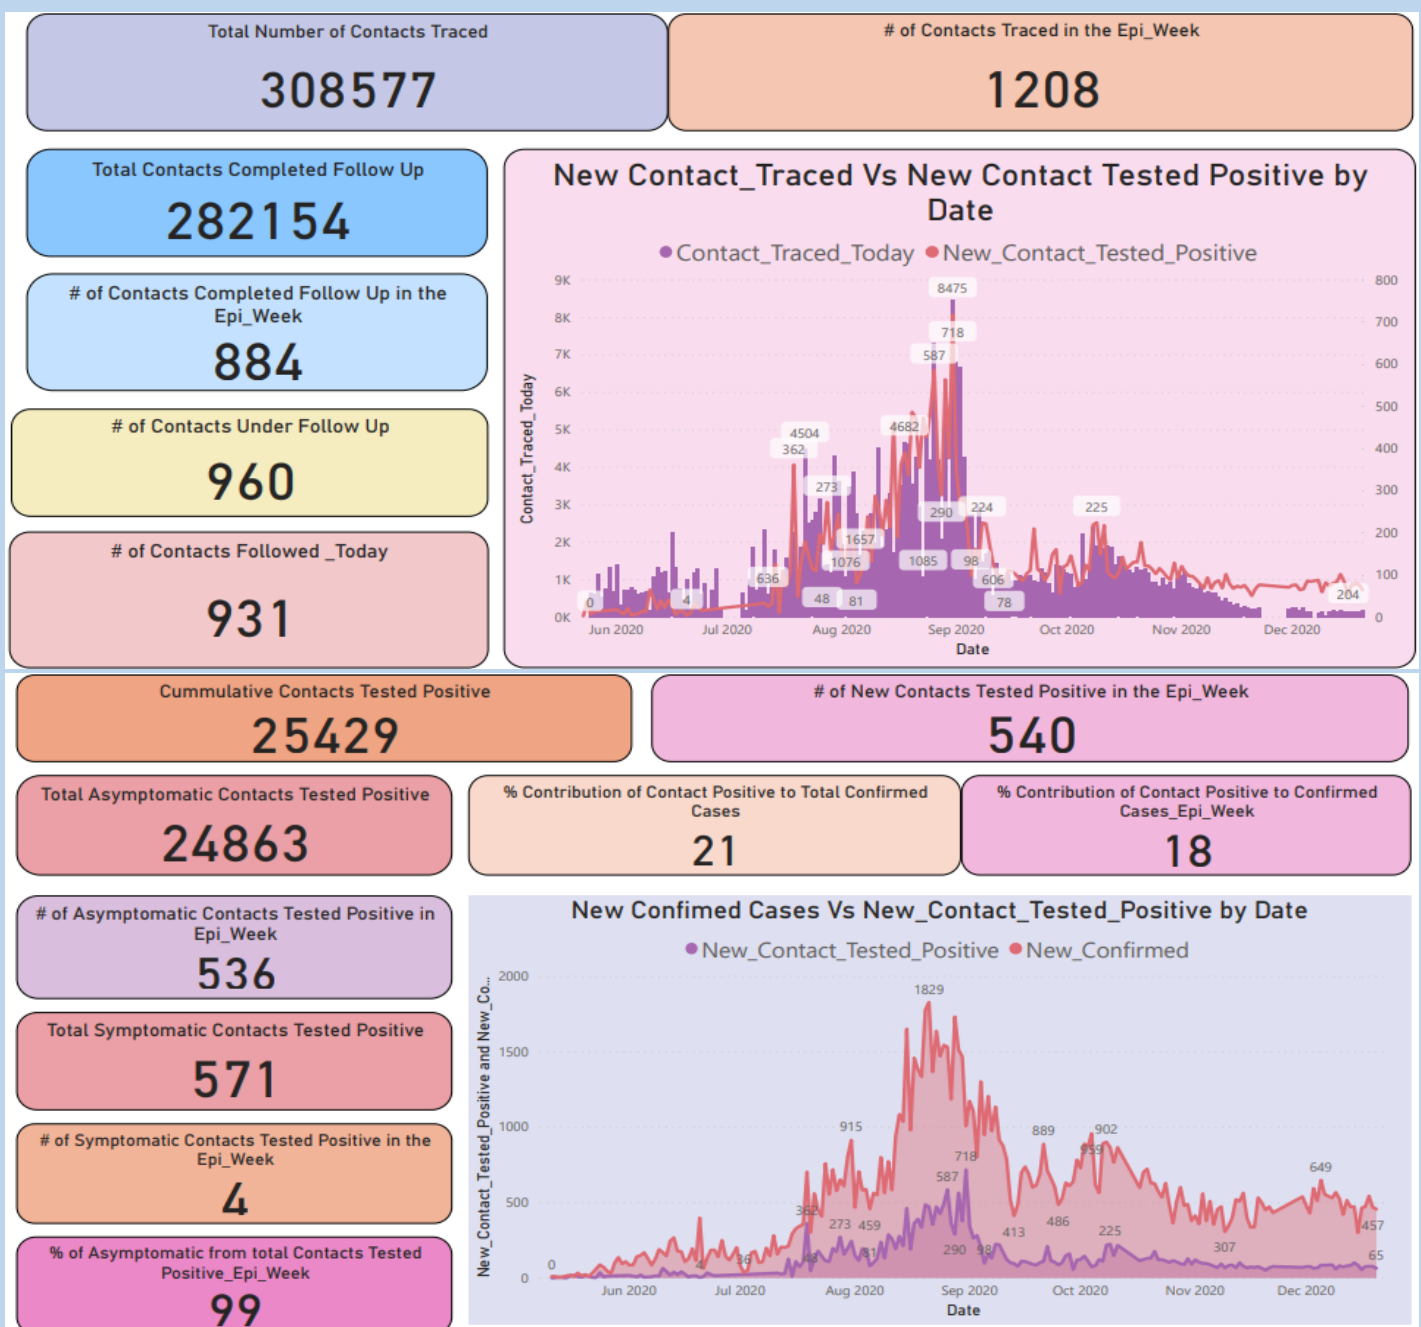 Total Number of Contacts Traced
308577
# of Contacts Traced in the Epi_Week
1208
Total Contacts Completed Follow Up
282154
# of Contacts Completed Follow Up in the
Epi_Week
884
# of Contacts Under Follow Up
960
# of Contacts Followed _Today
931
New Contact_Traced Vs New Contact Tested Positive by
Date
Contact_Traced_Today New_Contact_Tested_Positive
Contact_Traced_Today
9K
8K
7K
6K
5K
4K
3K
2K
1K
0K
800
700
600
500
400
300
200
100
0
8475
718
587
4682
4504
362
273
290
224
225
1657
1076
1085
98
636
606
0
4
48
81
78
204
Jun 2020 Jul 2020 Aug 2020 Sep 2020 Oct 2020 Nov 2020 Dec 2020
Date
Cummulative Contacts Tested Positive
25429
# of New Contacts Tested Positive in the Epi_Week
540
Total Asymptomatic Contacts Tested Positive
24863
% Contribution of Contact Positive to Total Confirmed
Cases
21
% Contribution of Contact Positive to Confirmed
Cases_Epi_Week
18
# of Asymptomatic Contacts Tested Positive in
Epi_Week
536
Total Symptomatic Contacts Tested Positive
571
# of Symptomatic Contacts Tested Positive in the
Epi_Week
4
% of Asymptomatic from total Contacts Tested
Positive_Epi_Week
99
New Confimed Cases Vs New_Contact_Tested_Positive by Date
New_Contact_Tested_Positive New_Confirmed
New_Contact_Tested_Positive and New_Co...
2000
1500
1000
500
0
1829
915
889
902
959
718
587
649
362
273
459
413
486
225
307
457
0
4
36
48
81
290
98
65
Jun 2020 Jul 2020 Aug 2020 Sep 2020 Oct 2020 Nov 2020 Dec 2020
Date